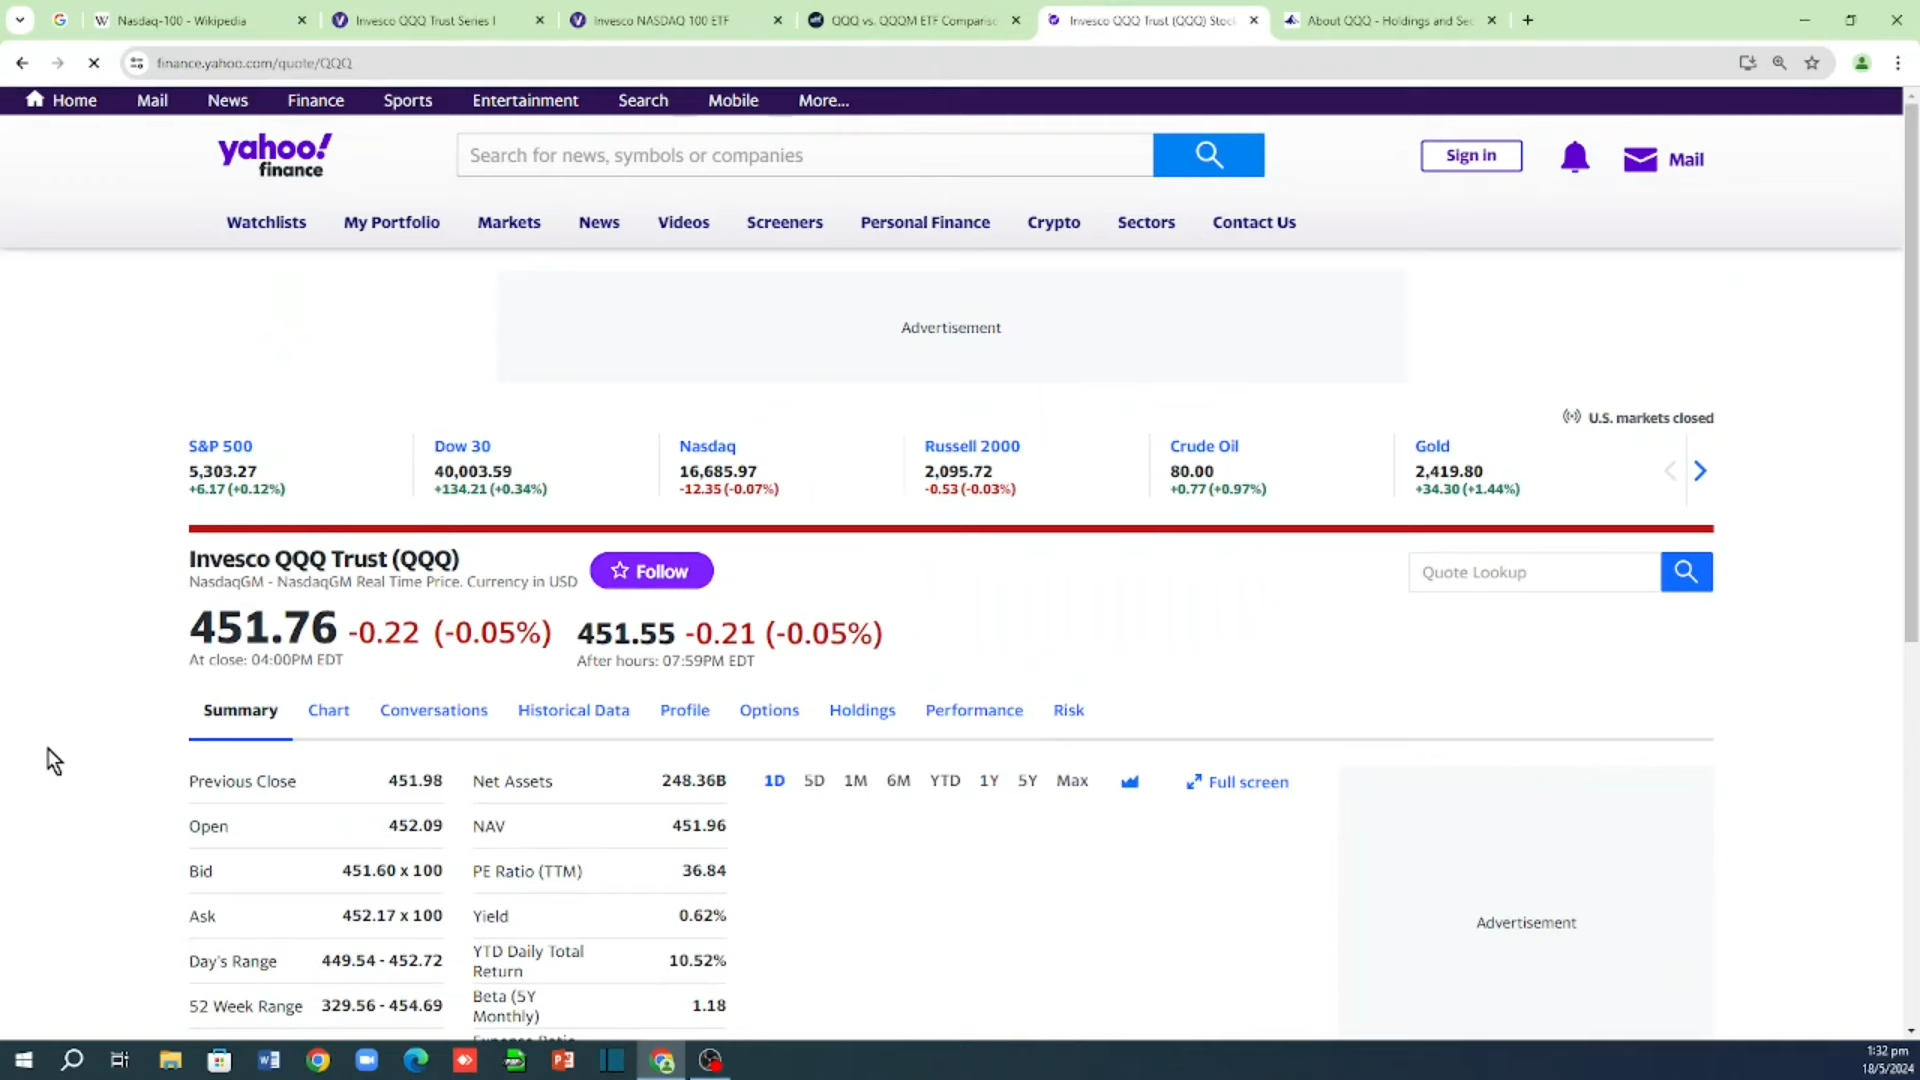 Nasdaq-100 - Wikipedia
Invesco QQQ Trust Series I
Invesco NASDAQ 100 ETF
QQQ vs. QQQM ETF Compariso
Invesco QQQ Trust (QQQ) Stoc
About QQQ - Holdings and Sec
finance.yahoo.com/quote/QQQ
Home Mail News Finance Sports Entertainment Search Mobile More...
yahoo!
finance
Search for news, symbols or companies
Sign in
Mail
Watchlists My Portfolio Markets News Videos Screeners Personal Finance Crypto Sectors Contact Us
Advertisement
U.S. markets closed
S&P 500
5,303.27
+6.17 (+0.12%)
Dow 30
40,003.59
+134.21 (+0.34%)
Nasdaq
16,685.97
-12.35 (-0.07%)
Russell 2000
2,095.72
-0.53 (-0.03%)
Crude Oil
80.00
+0.77 (+0.97%)
Gold
2,419.80
+34.30 (+1.44%)
Invesco QQQ Trust (QQQ)
NasdaqGM - NasdaqGM Real Time Price. Currency in USD
Follow
Quote Lookup
451.76 -0.22 (-0.05%)
At close: 04:00PM EDT
451.55 -0.21 (-0.05%)
After hours: 07:59PM EDT
Summary Chart Conversations Historical Data Profile Options Holdings Performance Risk
Previous Close 451.98
Open 452.09
Bid 451.60 x 100
Ask 452.17 x 100
Day's Range 449.54 - 452.72
52 Week Range 329.56 - 454.69
Net Assets 248.36B
NAV 451.96
PE Ratio (TTM) 36.84
Yield 0.62%
YTD Daily Total
Return 10.52%
Beta (5Y
Monthly) 1.18
Expense Ratio
1D 5D 1M 6M YTD 1Y 5Y Max
Full screen
Advertisement
1:32 pm
18/5/2024